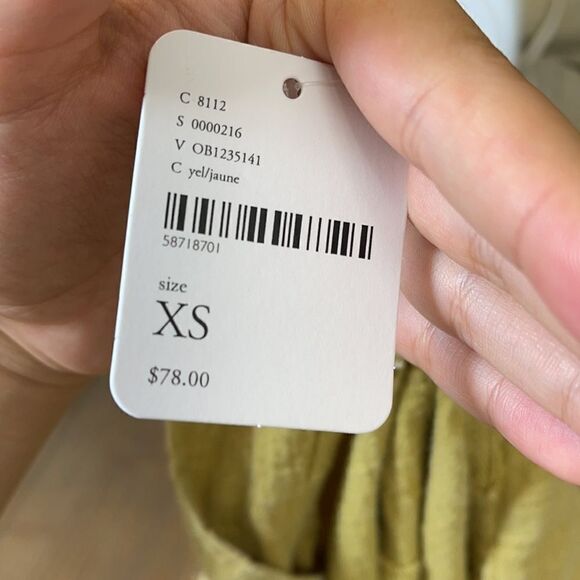 C 8112
S 0000216
V OB1235141
C yel/jaune
58718701
size
XS
$78.00